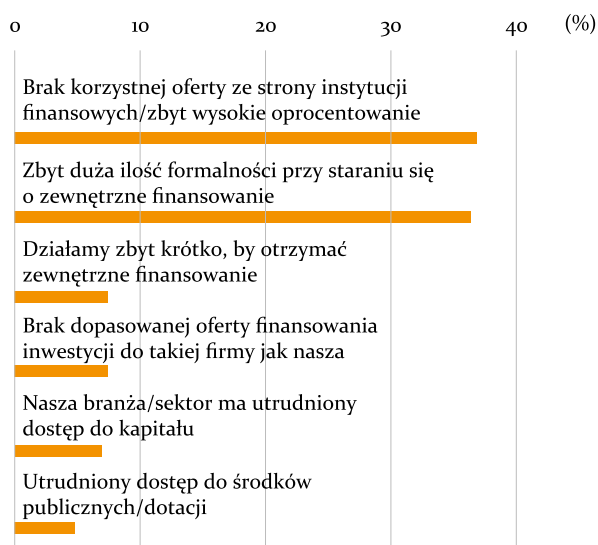 0 10 20 30 40 (%)
Brak korzystnej oferty ze strony instytucji
finansowych/zbyt wysokie oprocentowanie
Zbyt duża ilość formalności przy staraniu się
o zewnętrzne finansowanie
Działamy zbyt krótko, by otrzymać
zewnętrzne finansowanie
Brak dopasowanej oferty finansowania
inwestycji do takiej firmy jak nasza
Nasza branża/sektor ma utrudniony
dostęp do kapitału
Utrudniony dostęp do środków
publicznych/dotacji